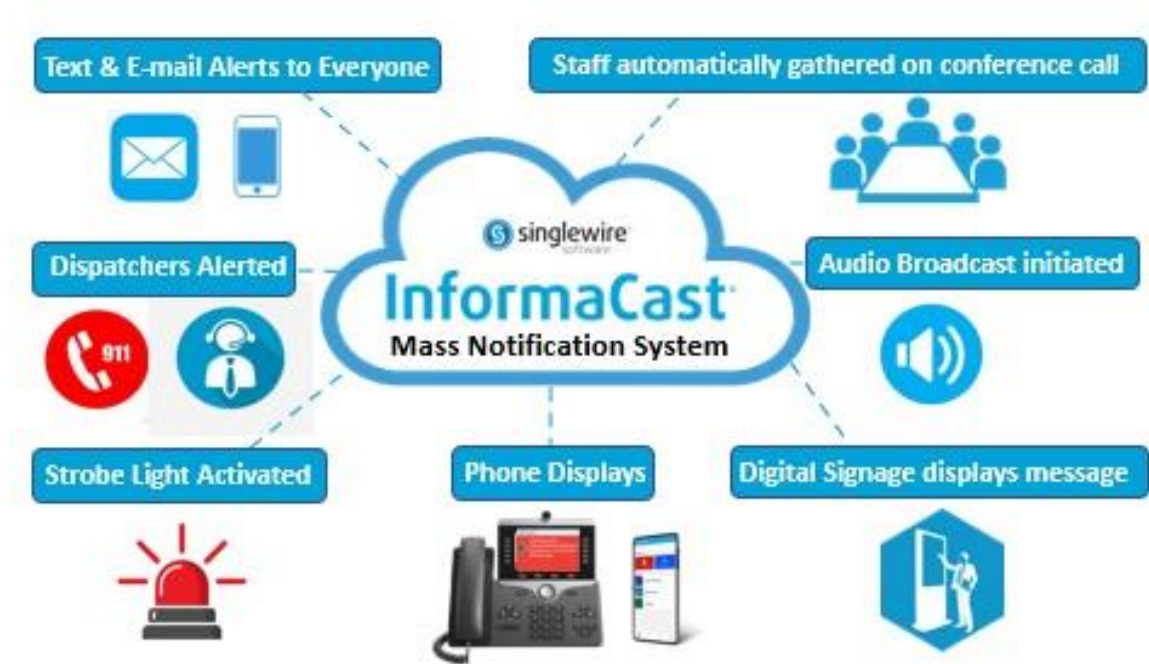 Text & E-mail Alerts to Everyone
Staff automatically gathered on conference call
singlewire
software
Dispatchers Alerted
Audio Broadcast initiated
InformaCast
Mass Notification System
911
Strobe Light Activated
Phone Displays
Digital Signage displays message